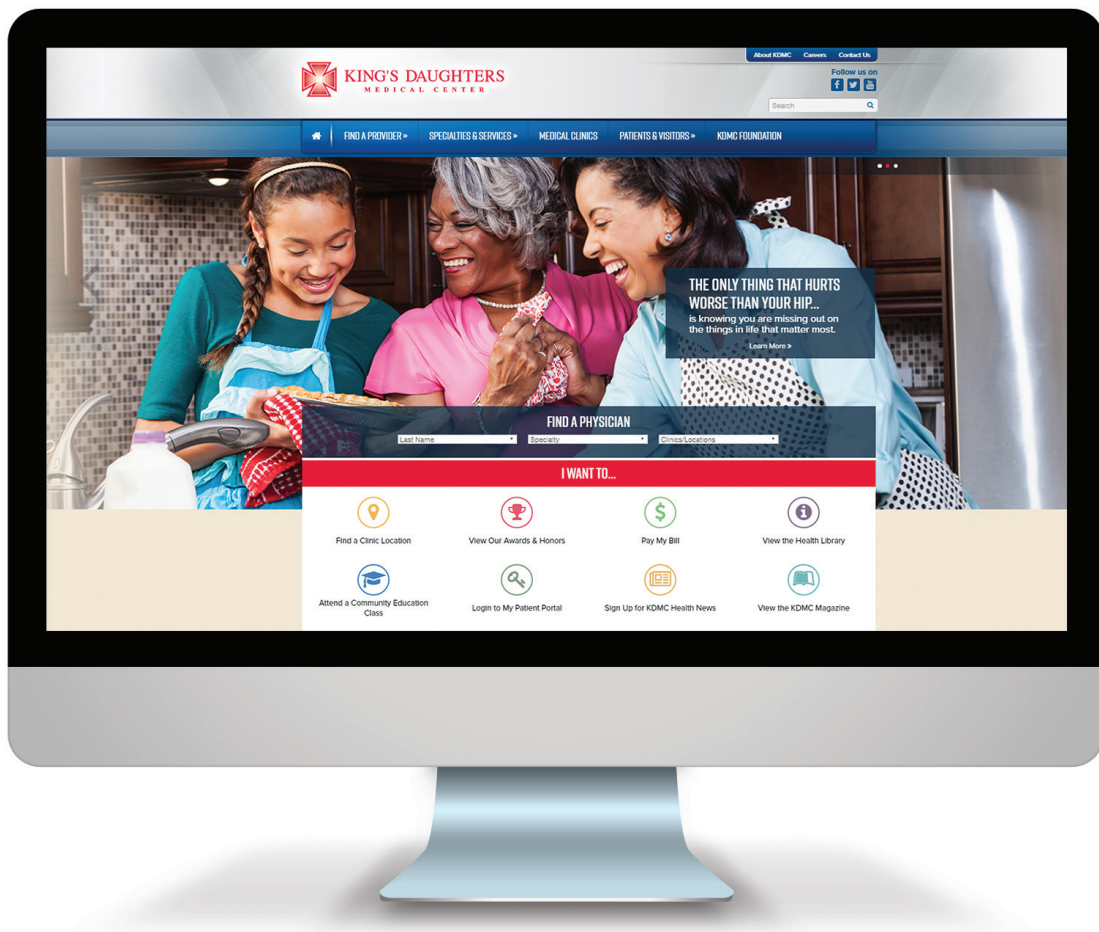 About KDMC Careers Contact Us
KING'S DAUGHTERS
MEDICAL CENTER
Follow us on
Search
FIND A PROVIDER » SPECIALTIES & SERVICES » MEDICAL CLINICS PATIENTS & VISITORS » KDMC FOUNDATION
THE ONLY THING THAT HURTS
WORSE THAN YOUR HIP...
is knowing you are missing out on
the things in life that matter most.
Learn More »
FIND A PHYSICIAN
Last Name Specialty Clinics/Locations
I WANT TO...
Find a Clinic Location View Our Awards & Honors Pay My Bill View the Health Library
Attend a Community Education
Class Login to My Patient Portal Sign Up for KDMC Health News View the KDMC Magazine